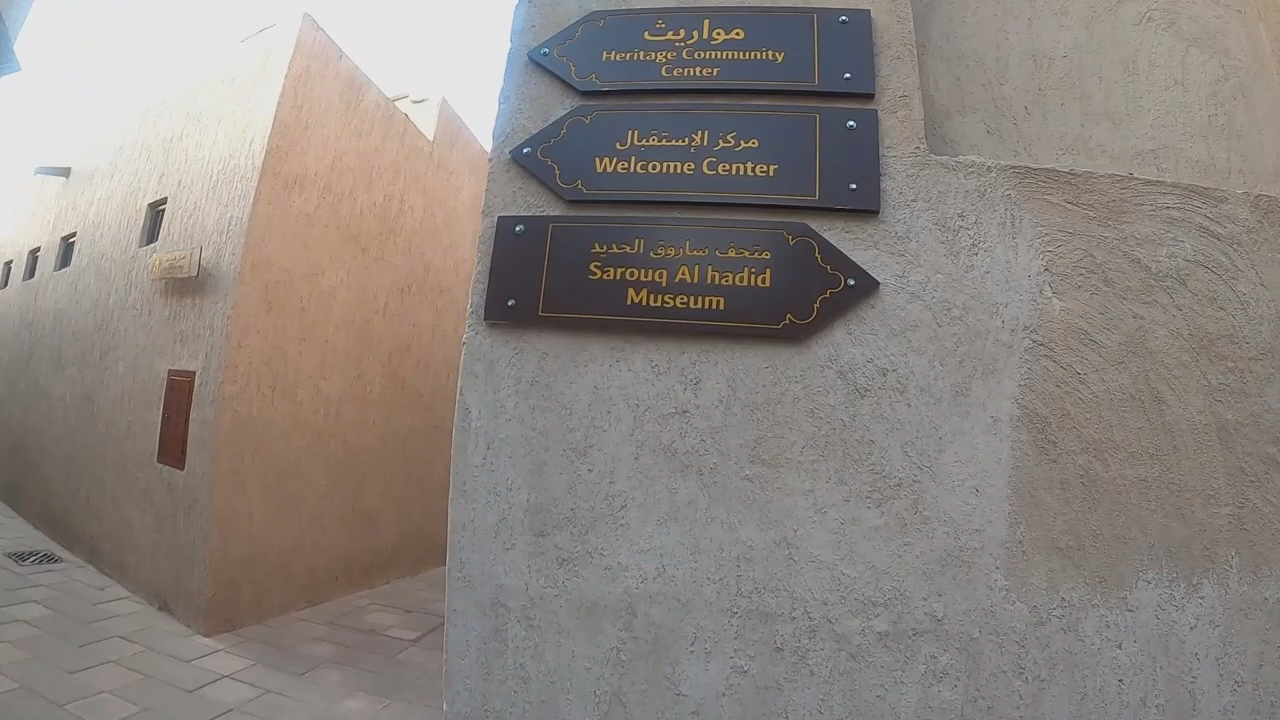 مواريث
Heritage Community
Center
مركز الإستقبال
Welcome Center
متحف ساروق الحديد
Sarouq Al hadid
Museum